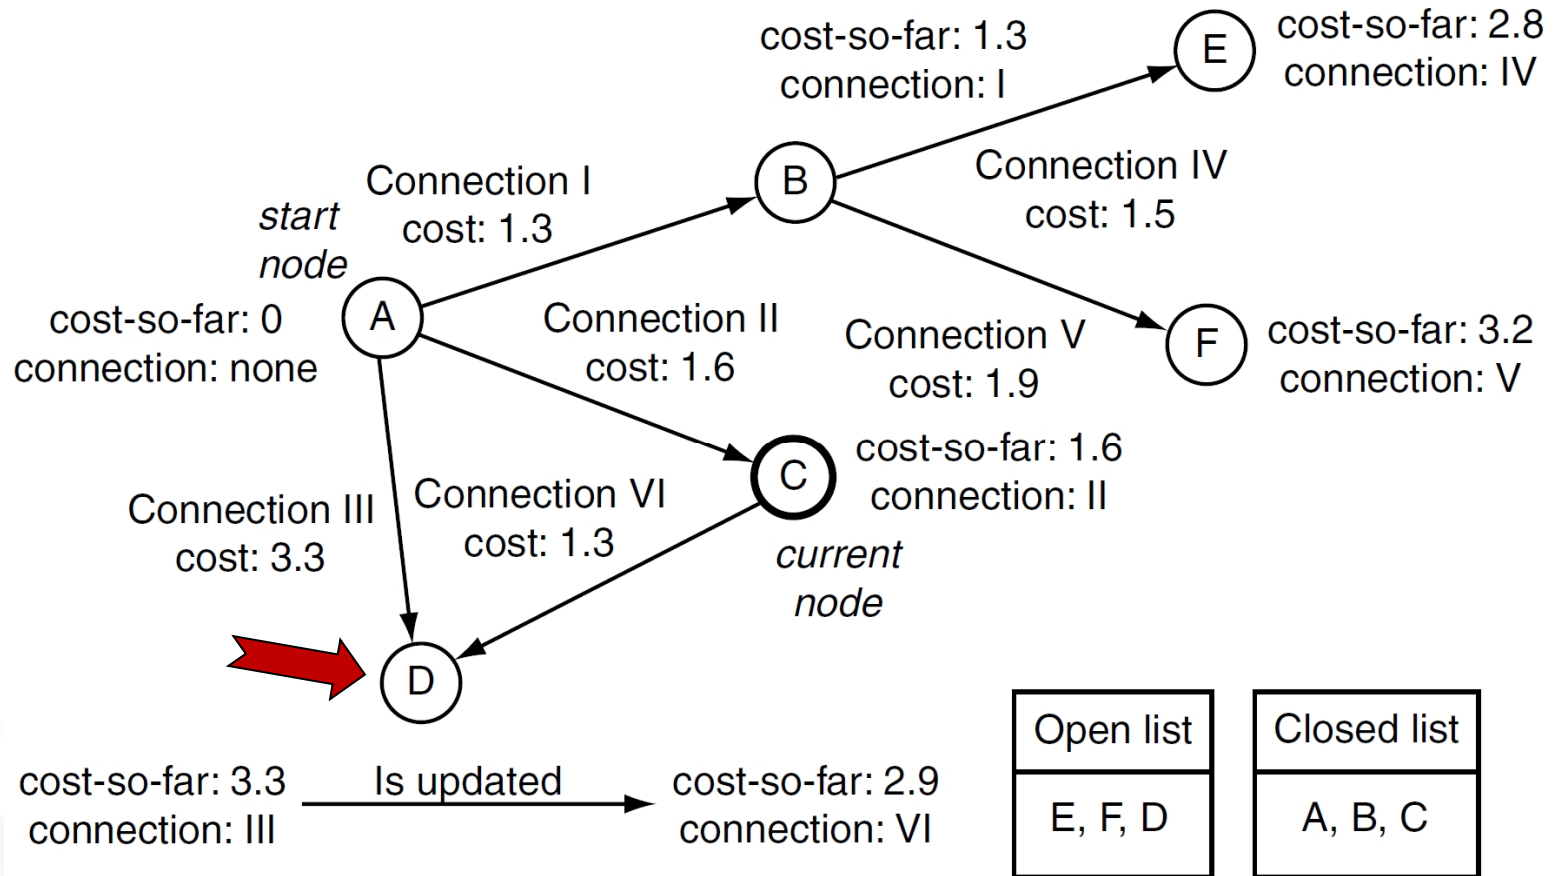 cost-so-far: 1.3
connection: I
E
cost-so-far: 2.8
connection: IV
Connection I
cost: 1.3
B
Connection IV
cost: 1.5
start
node
cost-so-far: 0
connection: none
A
Connection II
cost: 1.6
Connection V
cost: 1.9
F
cost-so-far: 3.2
connection: V
C
cost-so-far: 1.6
connection: II
current
node
Connection III
cost: 3.3
Connection VI
cost: 1.3
D
cost-so-far: 3.3
connection: III
Is updated
cost-so-far: 2.9
connection: VI
Open list
E, F, D
Closed list
A, B, C